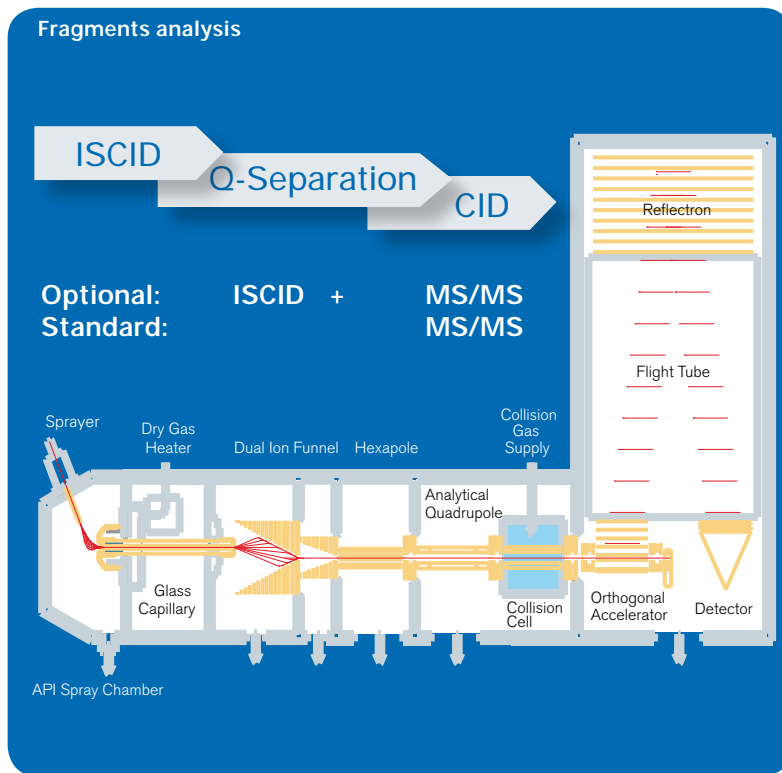 Fragments analysis
ISCID
Q-Separation
CID
Reflectron
Optional: ISCID + MS/MS
Standard: MS/MS
Flight Tube
Sprayer
Dry Gas
Heater
Dual Ion Funnel
Hexapole
Collision
Gas
Supply
Analytical
Quadrupole
Glass
Capillary
Collision
Cell
Orthogonal
Accelerator
Detector
API Spray Chamber